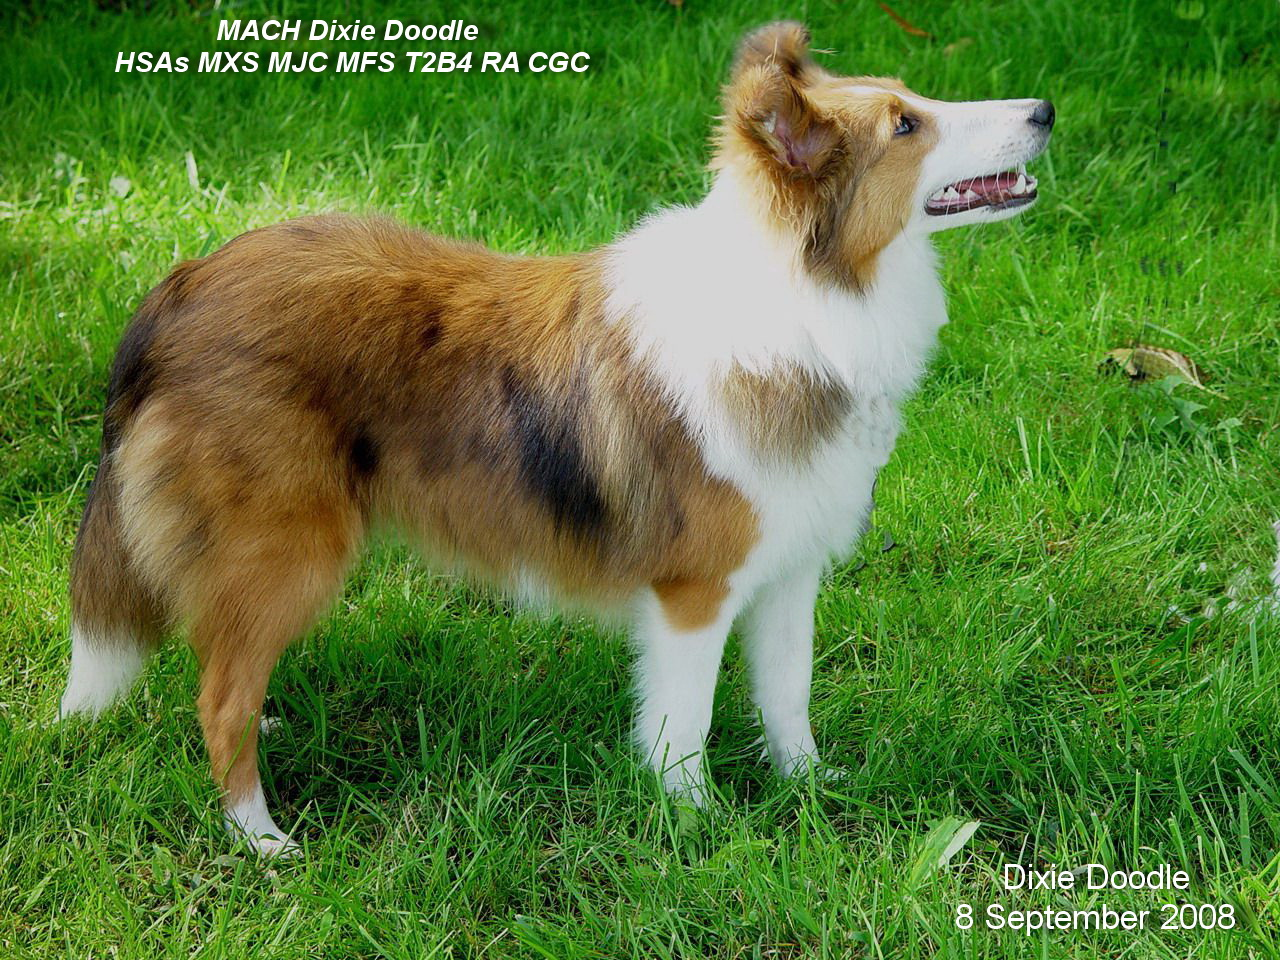 MACH Dixie Doodle
HSAs MXS MJC MFS T2B4 RA CGC
Dixie Doodle
8 September 2008